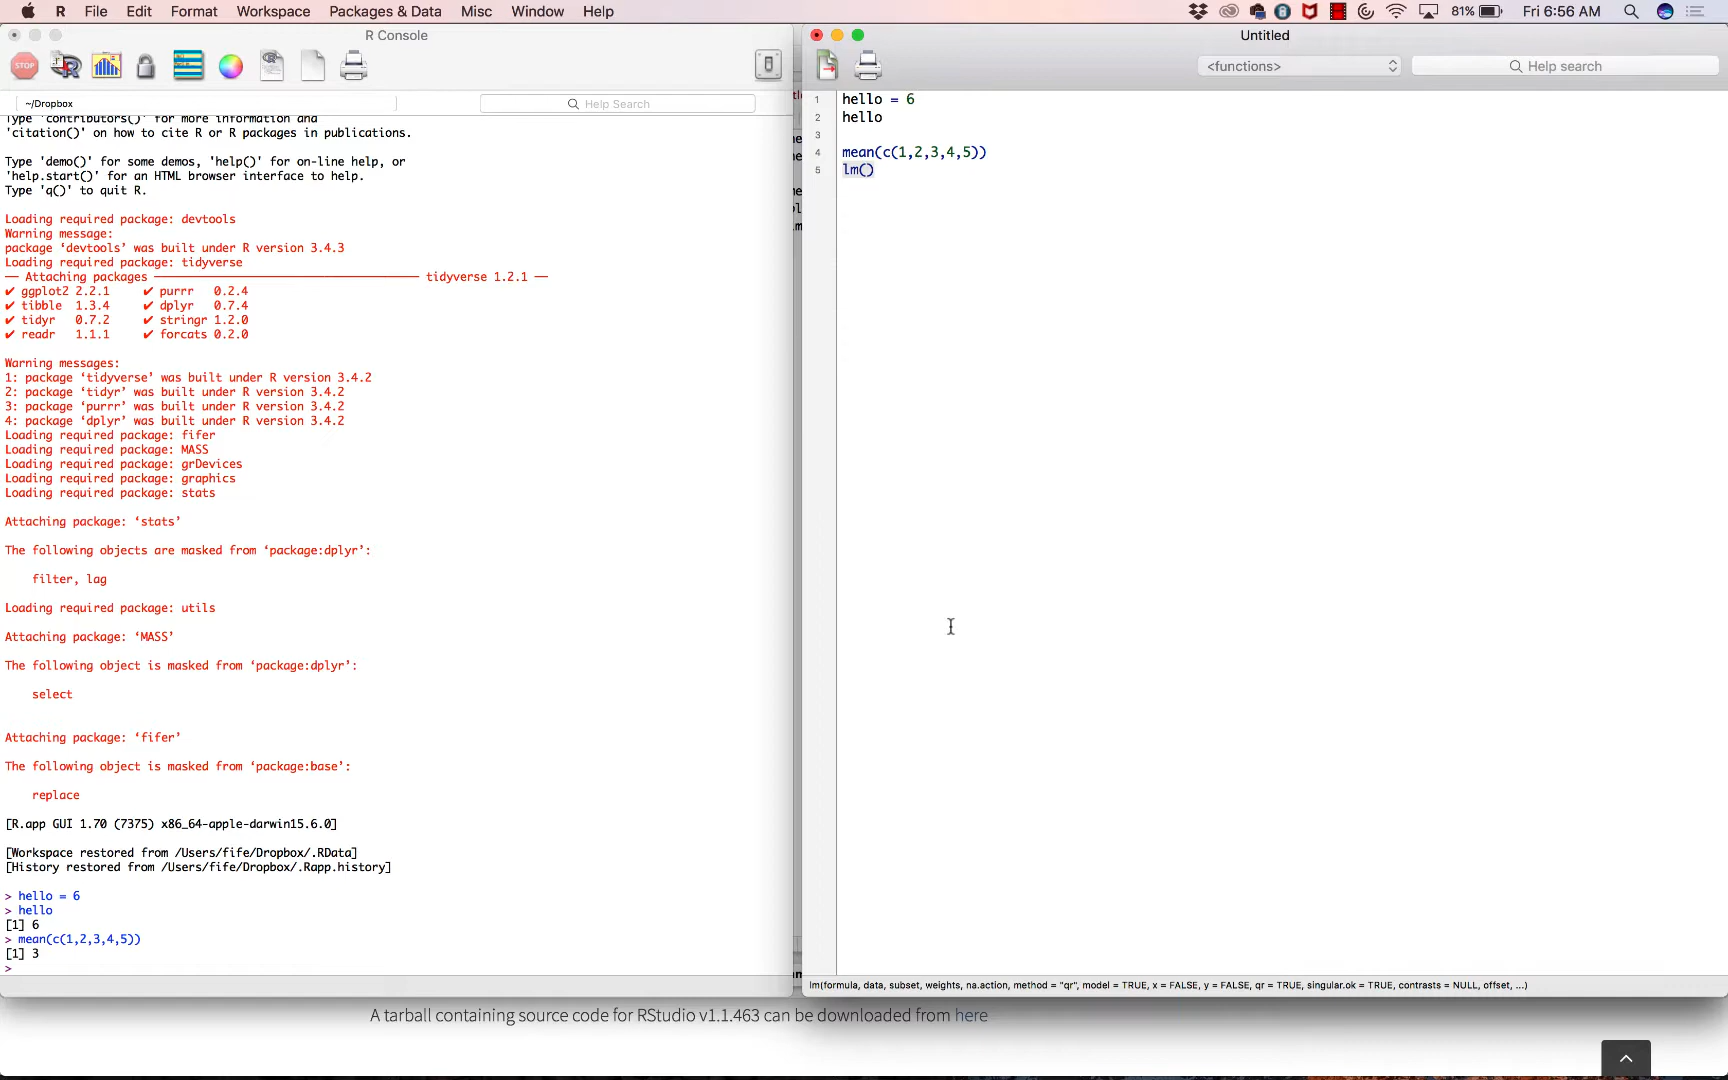 R File Edit Format Workspace Packages & Data Misc Window Help 81% Fri 6:56 AM
R Console
STOP
~/Dropbox
Help Search
Type 'contributors()' for more information and
'citation()' on how to cite R or R packages in publications.
Type 'demo()' for some demos, 'help()' for on-line help, or
'help.start()' for an HTML browser interface to help.
Type 'q()' to quit R.
Loading required package: devtools
Warning message:
package ‘devtools’ was built under R version 3.4.3
Loading required package: tidyverse
── Attaching packages ─────────────────── tidyverse 1.2.1 ──
✔ ggplot2 2.2.1 ✔ purrr 0.2.4
✔ tibble 1.3.4 ✔ dplyr 0.7.4
✔ tidyr 0.7.2 ✔ stringr 1.2.0
✔ readr 1.1.1 ✔ forcats 0.2.0
Warning messages:
1: package ‘tidyverse’ was built under R version 3.4.2
2: package ‘tidyr’ was built under R version 3.4.2
3: package ‘purrr’ was built under R version 3.4.2
4: package ‘dplyr’ was built under R version 3.4.2
Loading required package: fifer
Loading required package: MASS
Loading required package: grDevices
Loading required package: graphics
Loading required package: stats
Attaching package: ‘stats’
The following objects are masked from ‘package:dplyr’:
filter, lag
Loading required package: utils
Attaching package: ‘MASS’
The following object is masked from ‘package:dplyr’:
select
Attaching package: ‘fifer’
The following object is masked from ‘package:base’:
replace
[R.app GUI 1.70 (7375) x86_64-apple-darwin15.6.0]
[Workspace restored from /Users/fife/Dropbox/.RData]
[History restored from /Users/fife/Dropbox/.Rapp.history]
> hello = 6
> hello
[1] 6
> mean(c(1,2,3,4,5))
[1] 3
>
Untitled
<functions>
Help search
1 hello = 6
2 hello
3
4 mean(c(1,2,3,4,5))
5 lm()
lm(formula, data, subset, weights, na.action, method = "qr", model = TRUE, x = FALSE, y = FALSE, qr = TRUE, singular.ok = TRUE, contrasts = NULL, offset, ...)
A tarball containing source code for RStudio v1.1.463 can be downloaded from here